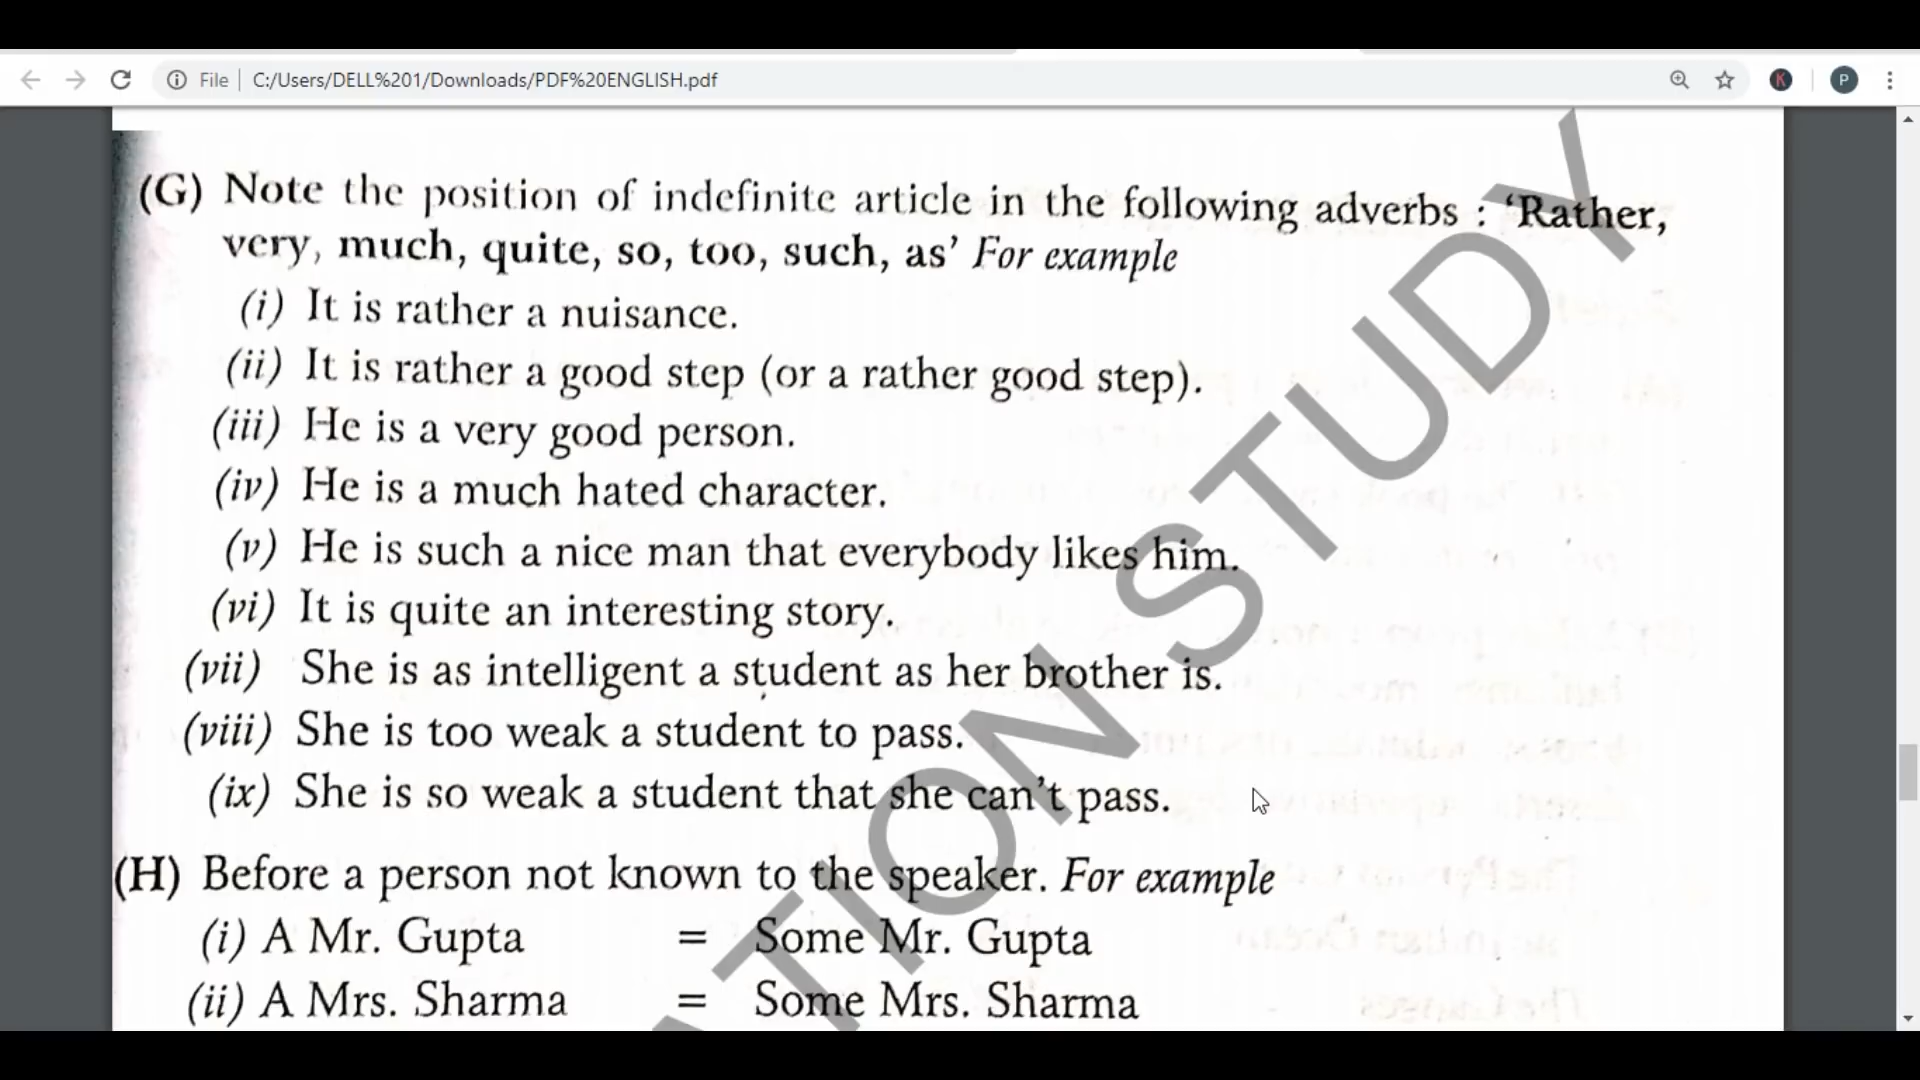 File C:/Users/DELL%201/Downloads/PDF%20ENGLISH.pdf K P
(G) Note the position of indefinite article in the following adverbs : ‘Rather,
very, much, quite, so, too, such, as’ For example
(i) It is rather a nuisance.
(ii) It is rather a good step (or a rather good step).
(iii) He is a very good person.
(iv) He is a much hated character.
(v) He is such a nice man that everybody likes him.
(vi) It is quite an interesting story.
(vii) She is as intelligent a student as her brother is.
(viii) She is too weak a student to pass.
(ix) She is so weak a student that she can’t pass.
(H) Before a person not known to the speaker. For example
(i) A Mr. Gupta = Some Mr. Gupta
(ii) A Mrs. Sharma = Some Mrs. Sharma
ATION STUDY